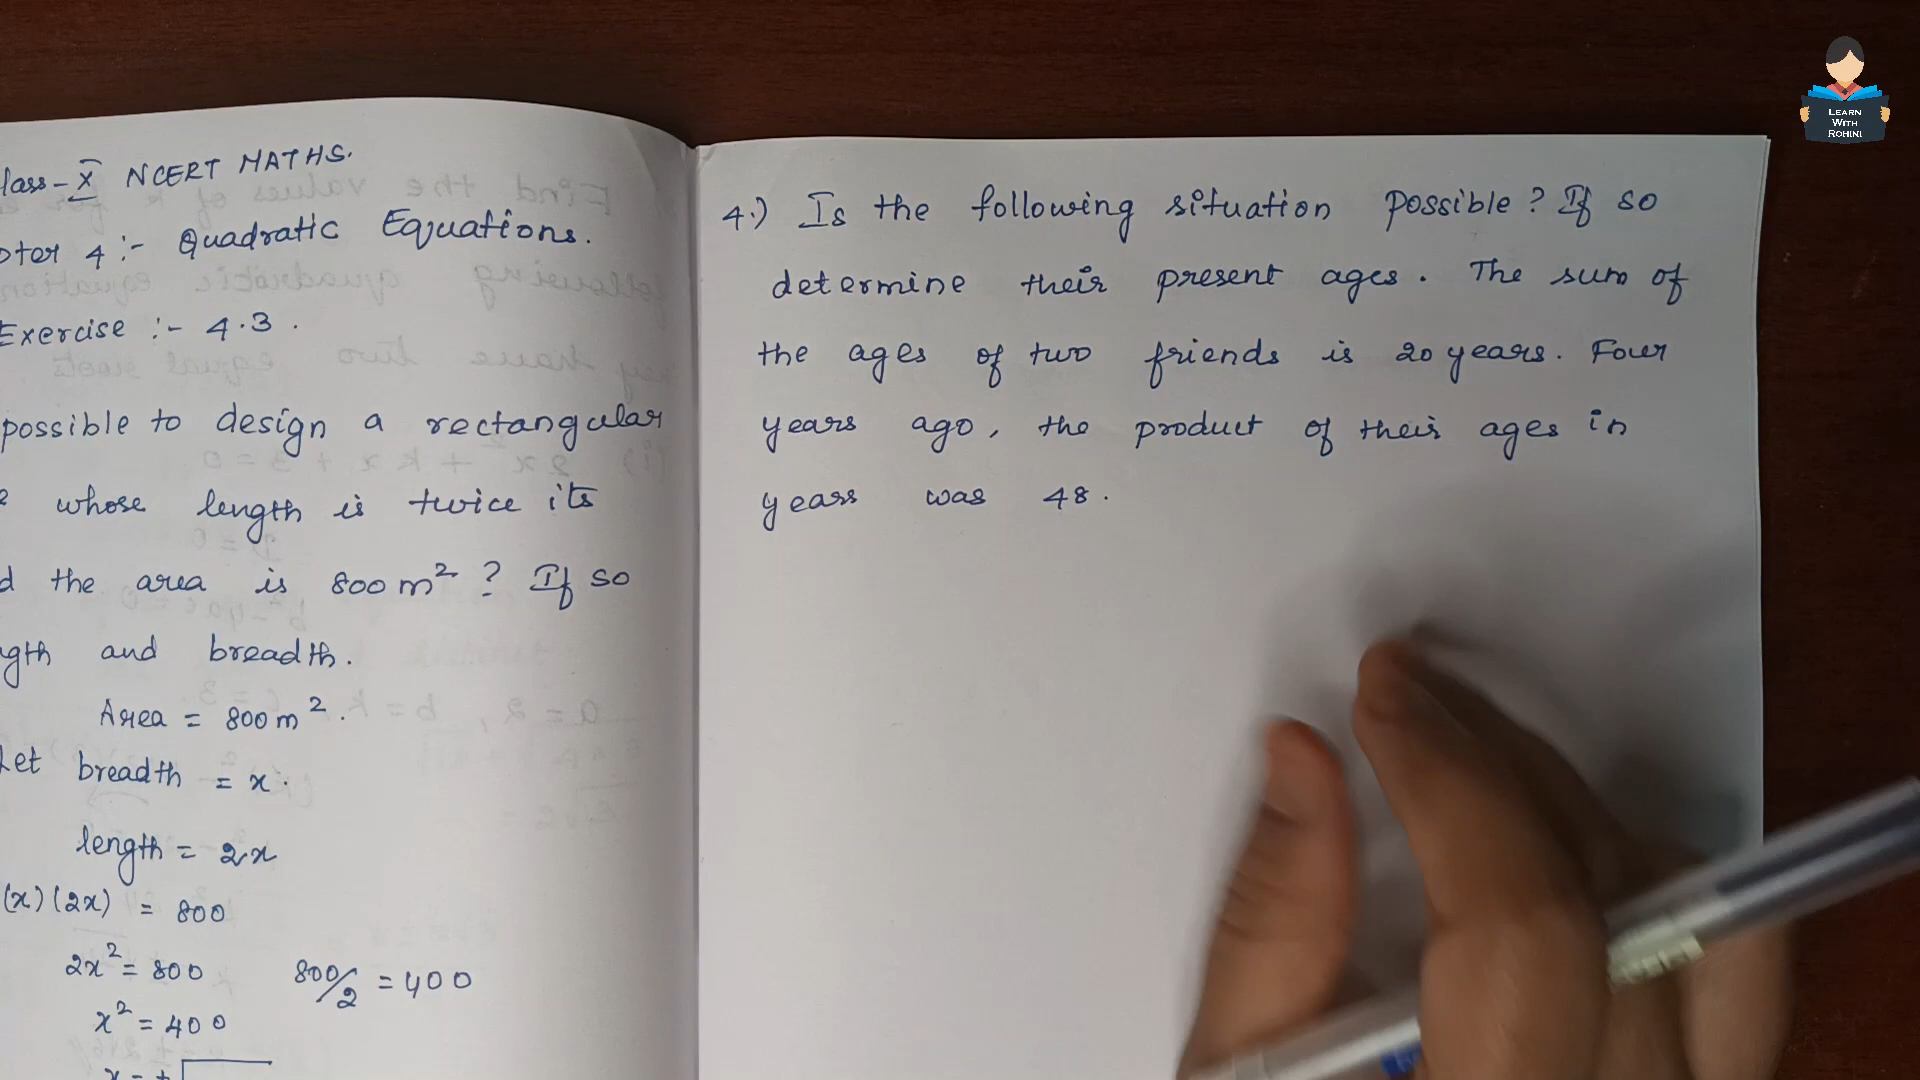 LEARN
WITH
ROHINI
lass - X NCERT MATHS.
pter 4 :- Quadratic Equations.
Exercise :- 4.3 .
possible to design a rectangular
2 whose length is twice its
d the area is 800 m² ? If so
gth and breadth.
Area = 800 m².
Let breadth = x.
length = 2x
(x) (2x) = 800
2x² = 800 800/2 = 400
x² = 400
4.) Is the following situation possible? If so
determine their present ages. The sum of
the ages of two friends is 20 years. Four
years ago, the product of their ages in
years was 48.